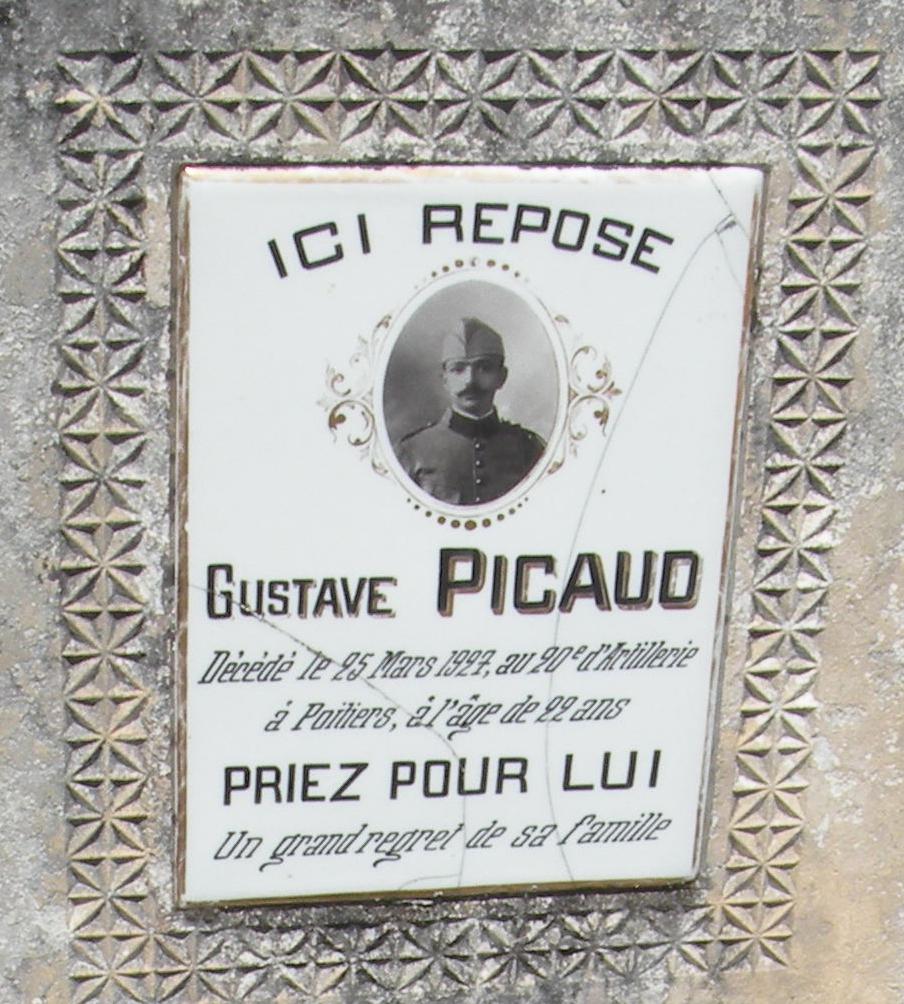 ICI REPOSE
GUSTAVE PICAUD
Décédé le 25 Mars 1927, au 20e d'Artillerie
à Poitiers, à l'âge de 22 ans
PRIEZ POUR LUI
Un grand regret de sa famille